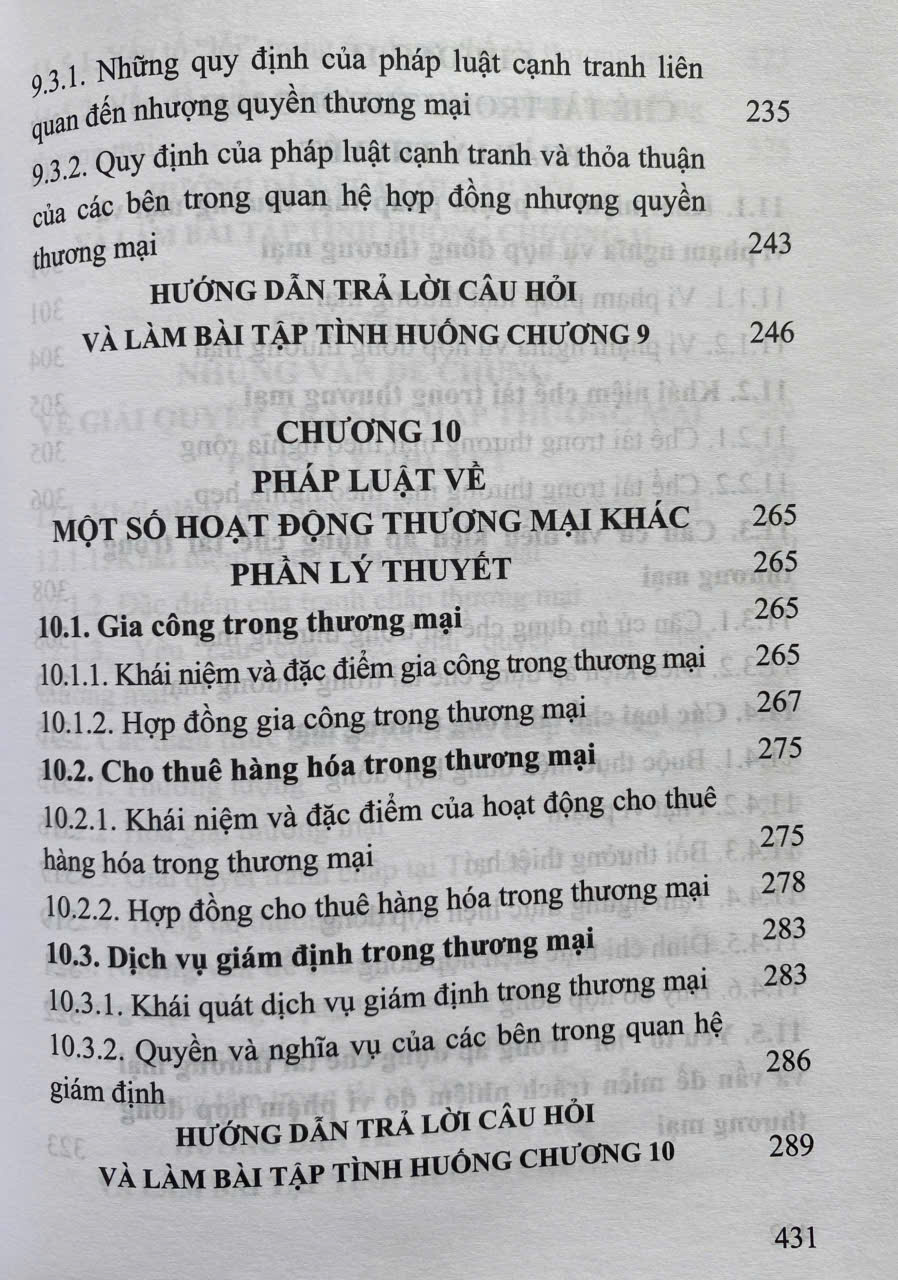 9.3.1. Những quy định của pháp luật cạnh tranh liên
quan đến nhượng quyền thương mại 235
9.3.2. Quy định của pháp luật cạnh tranh và thỏa thuận
của các bên trong quan hệ hợp đồng nhượng quyền
thương mại 243
HƯỚNG DẪN TRẢ LỜI CÂU HỎI
VÀ LÀM BÀI TẬP TÌNH HUỐNG CHƯƠNG 9 246
CHƯƠNG 10
PHÁP LUẬT VỀ
MỘT SỐ HOẠT ĐỘNG THƯƠNG MẠI KHÁC 265
PHẦN LÝ THUYẾT 265
10.1. Gia công trong thương mại 265
10.1.1. Khái niệm và đặc điểm gia công trong thương mại 265
10.1.2. Hợp đồng gia công trong thương mại 267
10.2. Cho thuê hàng hóa trong thương mại 275
10.2.1. Khái niệm và đặc điểm của hoạt động cho thuê
hàng hóa trong thương mại 275
10.2.2. Hợp đồng cho thuê hàng hóa trong thương mại 278
10.3. Dịch vụ giám định trong thương mại 283
10.3.1. Khái quát dịch vụ giám định trong thương mại 283
10.3.2. Quyền và nghĩa vụ của các bên trong quan hệ
giám định 286
HƯỚNG DẪN TRẢ LỜI CÂU HỎI
VÀ LÀM BÀI TẬP TÌNH HUỐNG CHƯƠNG 10 289
431